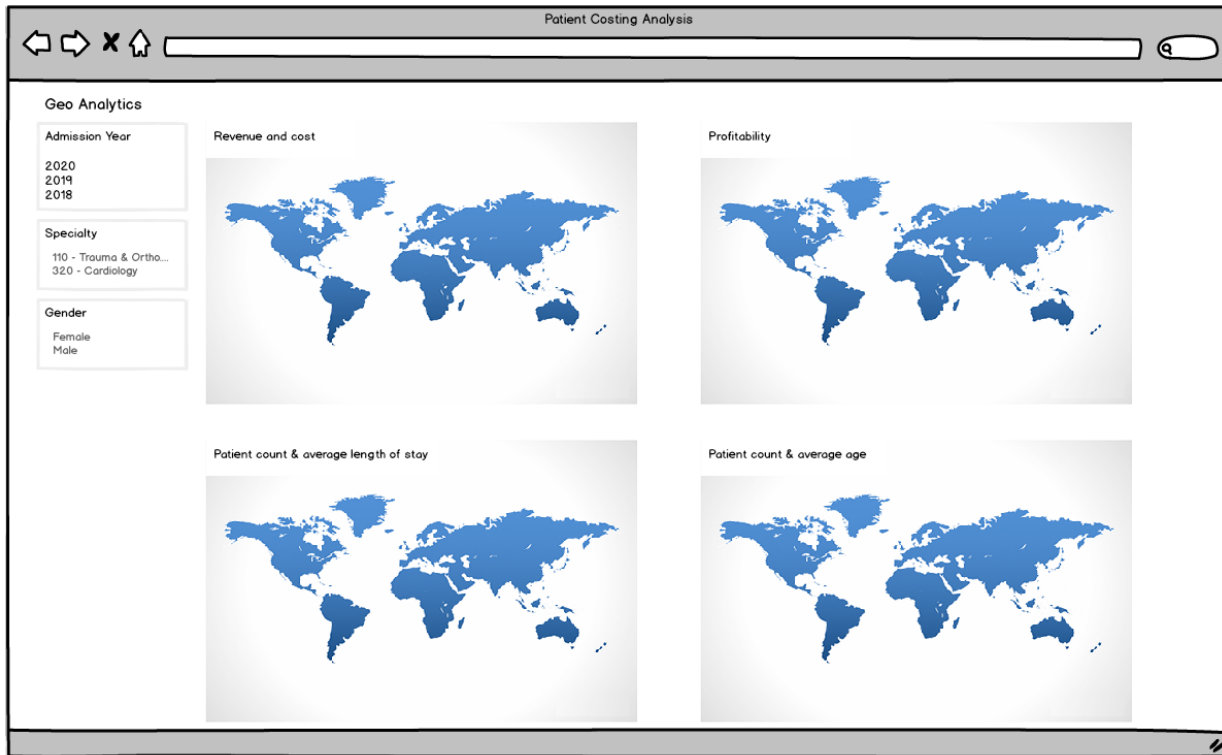 Patient Costing Analysis
Geo Analytics
Admission Year
2020
2019
2018
Specialty
110 - Trauma & Ortho...
320 - Cardiology
Gender
Female
Male
Revenue and cost
Profitability
Patient count & average length of stay
Patient count & average age